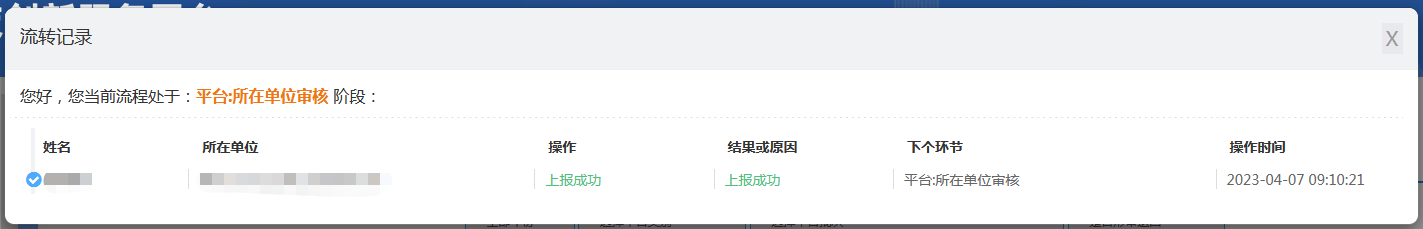 流转记录
X
您好，您当前流程处于：平台:所在单位审核 阶段：
姓名 所在单位 操作 结果或原因 下个环节 操作时间
上报成功 上报成功 平台:所在单位审核 2023-04-07 09:10:21